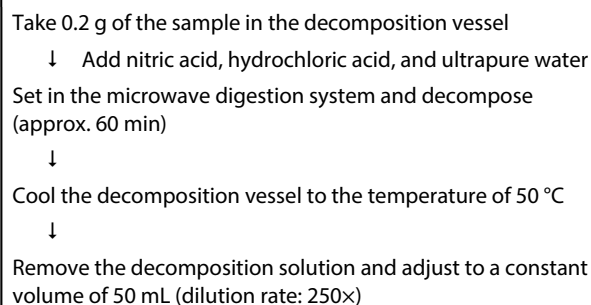 Take 0.2 g of the sample in the decomposition vessel
↓ Add nitric acid, hydrochloric acid, and ultrapure water
Set in the microwave digestion system and decompose
(approx. 60 min)
↓
Cool the decomposition vessel to the temperature of 50 °C
↓
Remove the decomposition solution and adjust to a constant
volume of 50 mL (dilution rate: 250×)